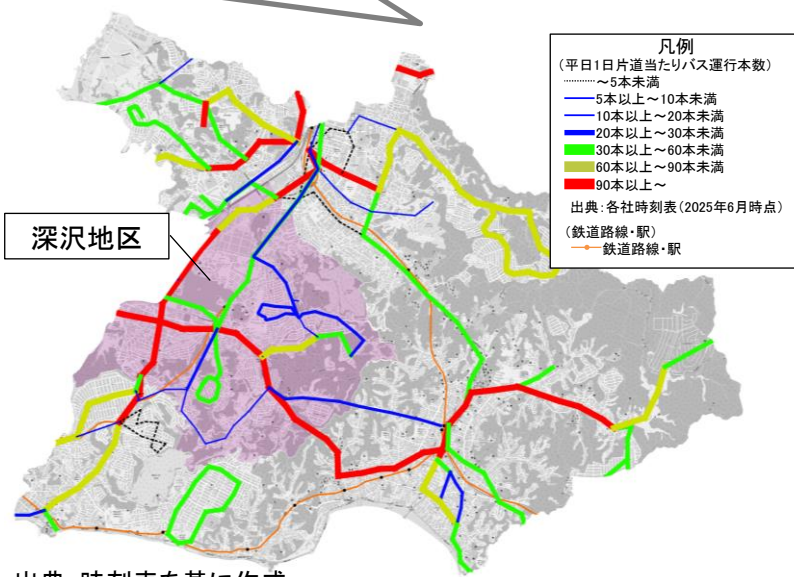 凡例
(平日1日片道当たりバス運行本数)
～5本未満
5本以上～10本未満
10本以上～20本未満
20本以上～30本未満
30本以上～60本未満
60本以上～90本未満
90本以上～
出典:各社時刻表(2025年6月時点)
(鉄道路線・駅)
鉄道路線・駅
深沢地区
出典:時刻表を基に作成